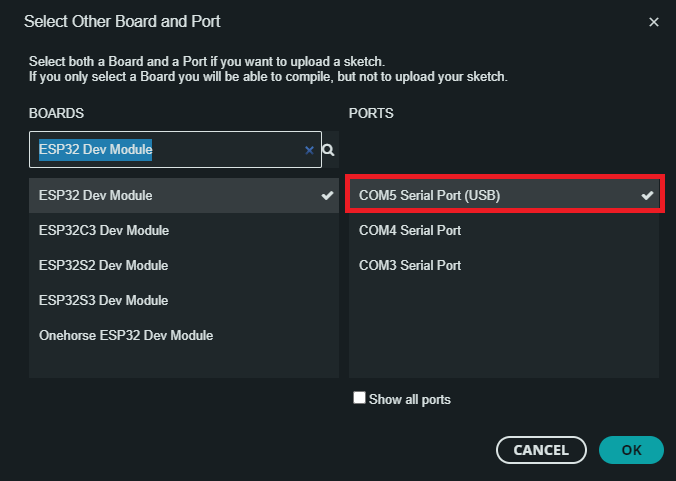 Select Other Board and Port
Select both a Board and a Port if you want to upload a sketch.
If you only select a Board you will be able to compile, but not to upload your sketch.
BOARDS
ESP32 Dev Module
ESP32 Dev Module
ESP32C3 Dev Module
ESP32S2 Dev Module
ESP32S3 Dev Module
Onehorse ESP32 Dev Module
PORTS
COM5 Serial Port (USB)
COM4 Serial Port
COM3 Serial Port
Show all ports
CANCEL
OK